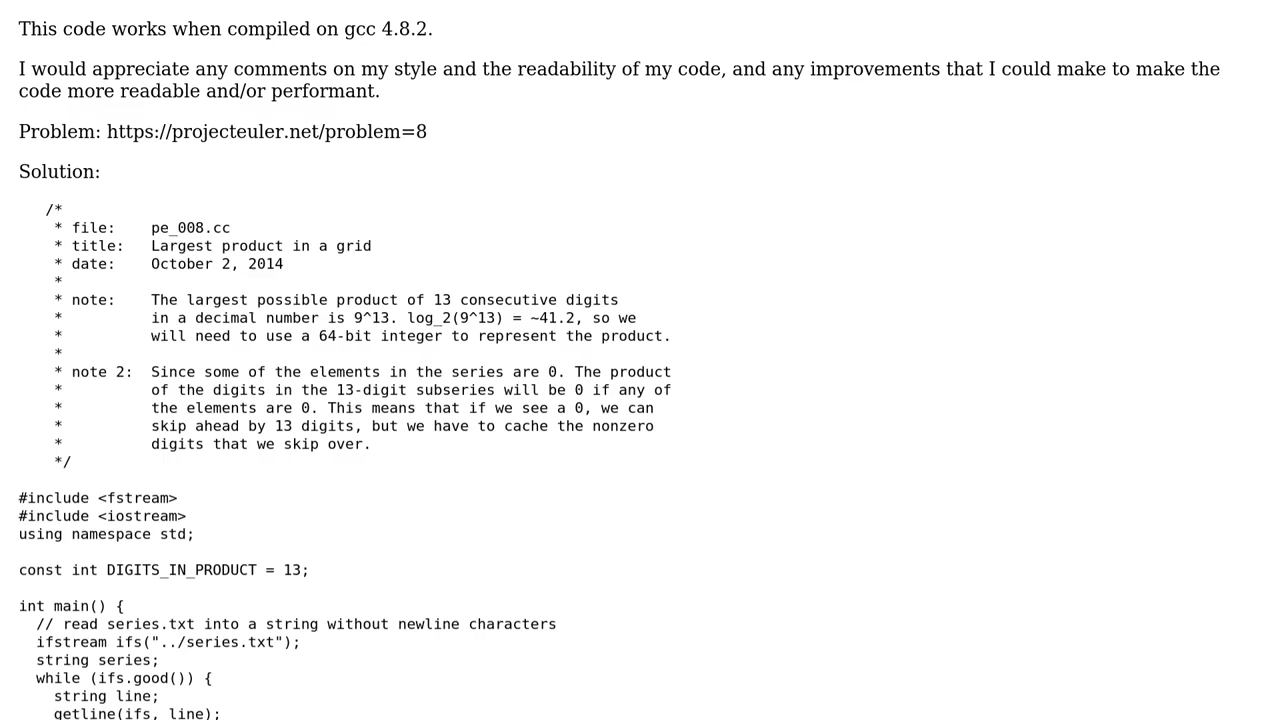 This code works when compiled on gcc 4.8.2.
I would appreciate any comments on my style and the readability of my code, and any improvements that I could make to make the
code more readable and/or performant.
Problem: https://projecteuler.net/problem=8
Solution:
/*
* file:    pe_008.cc
* title:   Largest product in a grid
* date:    October 2, 2014
*
* note:    The largest possible product of 13 consecutive digits
*          in a decimal number is 9^13. log_2(9^13) = ~41.2, so we
*          will need to use a 64-bit integer to represent the product.
*
* note 2:  Since some of the elements in the series are 0. The product
*          of the digits in the 13-digit subseries will be 0 if any of
*          the elements are 0. This means that if we see a 0, we can
*          skip ahead by 13 digits, but we have to cache the nonzero
*          digits that we skip over.
*/
#include <fstream>
#include <iostream>
using namespace std;
const int DIGITS_IN_PRODUCT = 13;
int main() {
// read series.txt into a string without newline characters
ifstream ifs("../series.txt");
string series;
while (ifs.good()) {
string line;
getline(ifs, line);